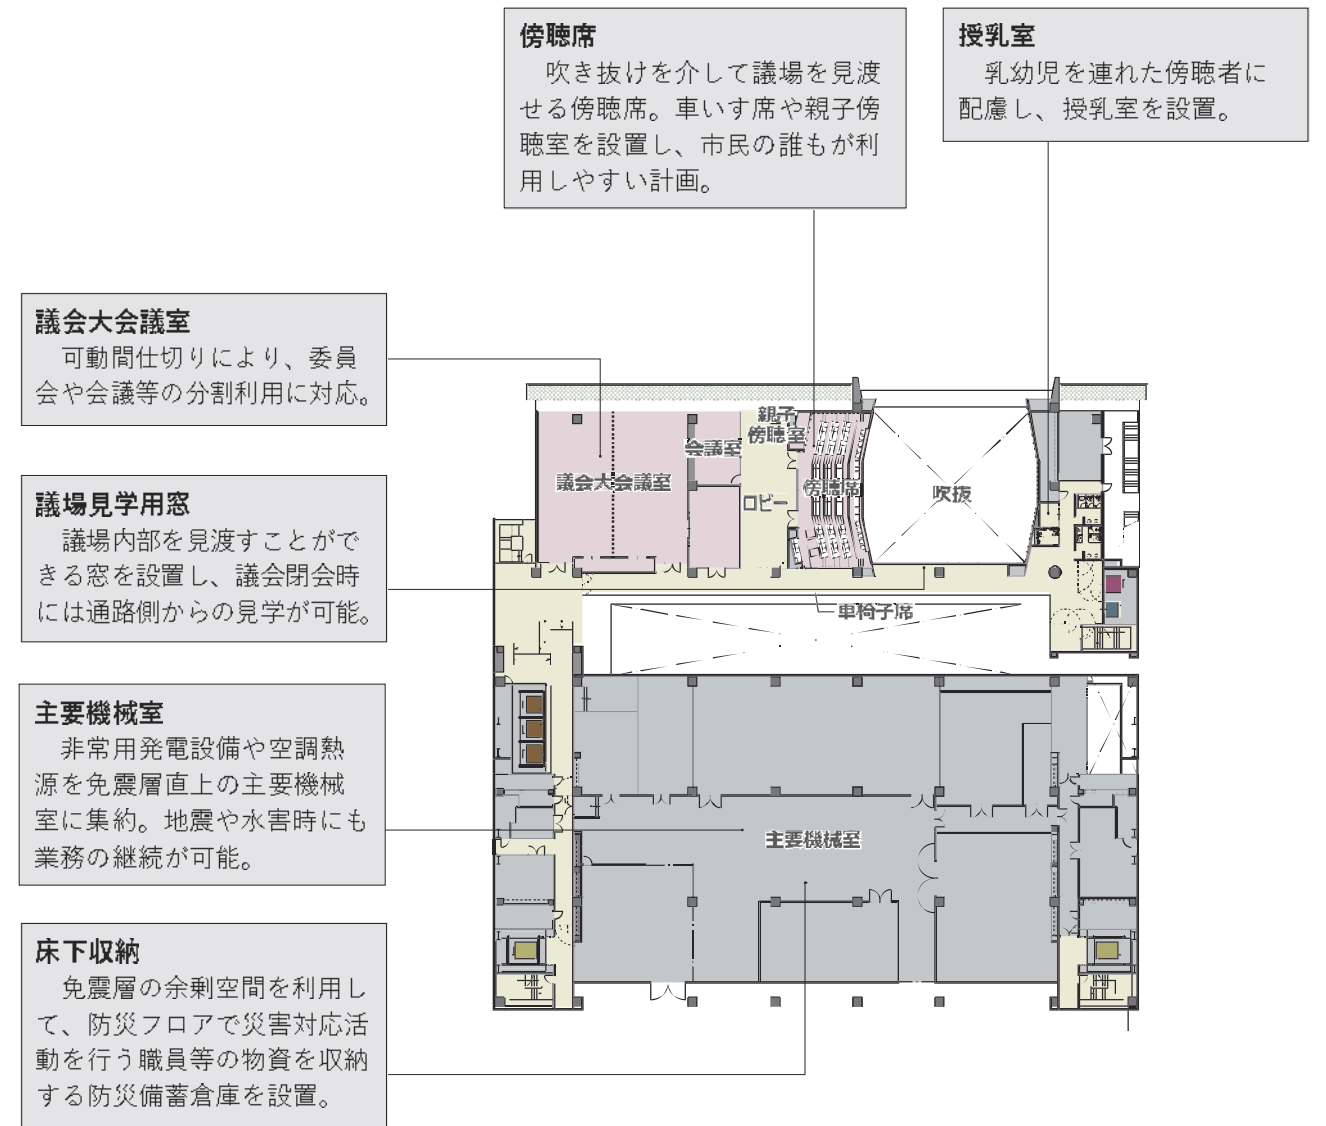 傍聴席
吹き抜けを介して議場を見渡
せる傍聴席。車いす席や親子傍
聴室を設置し、市民の誰もが利
用しやすい計画。
授乳室
乳幼児を連れた傍聴者に
配慮し、授乳室を設置。
議会大会議室
可動間仕切りにより、委員
会や会議等の分割利用に対応。
議場見学用窓
議場内部を見渡すことがで
きる窓を設置し、議会閉会時
には通路側からの見学が可能。
主要機械室
非常用発電設備や空調熱
源を免震層直上の主要機械
室に集約。地震や水害時にも
業務の継続が可能。
床下収納
免震層の余剰空間を利用し
て、防災フロアで災害対応活
動を行う職員等の物資を収納
する防災備蓄倉庫を設置。
親子
傍聴室
会議室
議会大会議室
ロビー
傍聴席
吹抜
車椅子席
主要機械室